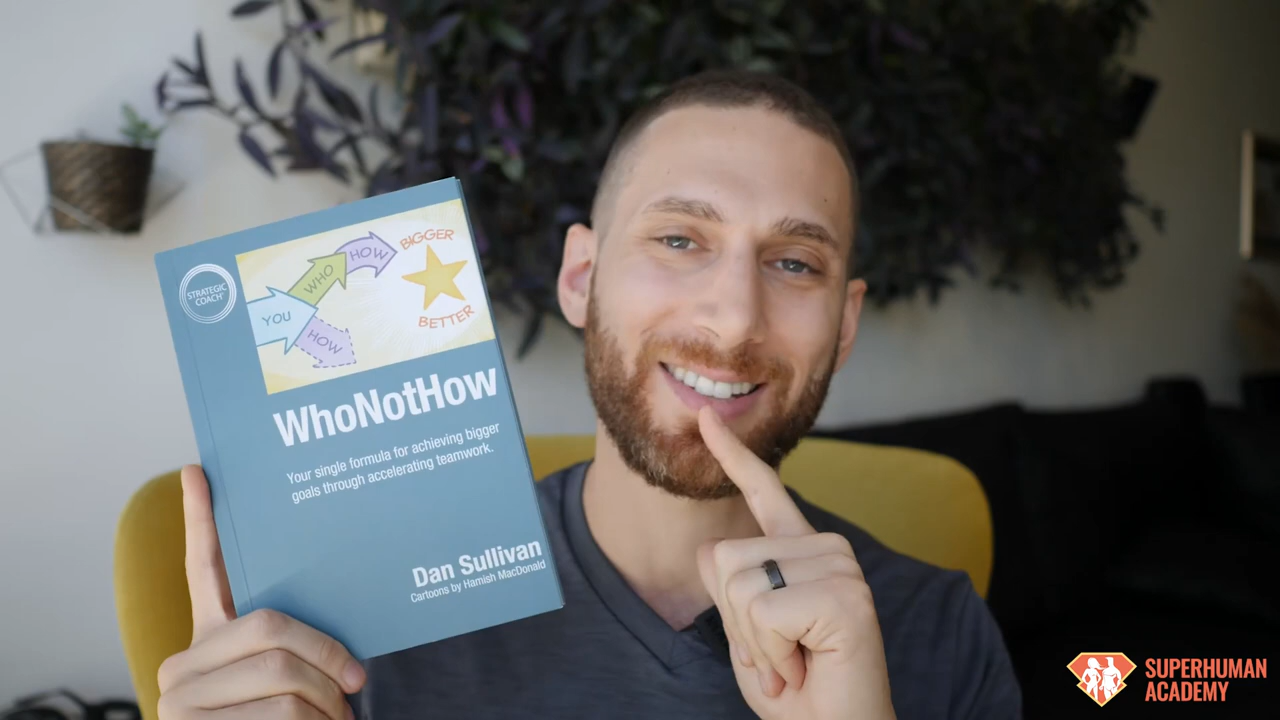 STRATEGIC
COACH™
YOU
WHO
HOW
HOW
BIGGER
BETTER
WhoNotHow
Your single formula for achieving bigger
goals through accelerating teamwork.
Dan Sullivan
Cartoons by Hamish MacDonald
SUPERHUMAN
ACADEMY